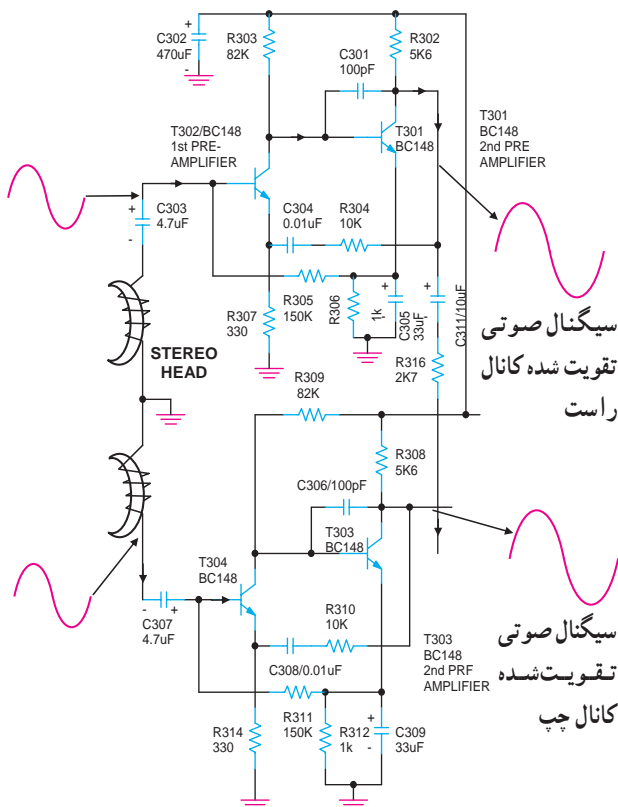 +
C302
470uF
-
R303
82K
C301
100pF
R302
5K6
T302/BC148
1st PRE-
AMPLIFIER
T301
BC148
T301
BC148
2nd PRE
AMPLIFIER
+
C303
4.7uF
-
C304
0.01uF
R304
10K
R305
150K
R306
1k
+
C305
33uF
+
C311/10uF
R307
330
STEREO
HEAD
R316
2K7
سیگنال صوتی
تقویت شده کانال
راست
R309
82K
R308
5K6
C306/100pF
T303
BC148
T304
BC148
-
+
C307
4.7uF
R310
10K
C308/0.01uF
T303
BC148
2nd PRF
AMPLIFIER
سیگنال صوتی
تـقـویـت‌شـده
کانال چپ
R314
330
R311
150K
R312
1k
+
-
C309
33uF